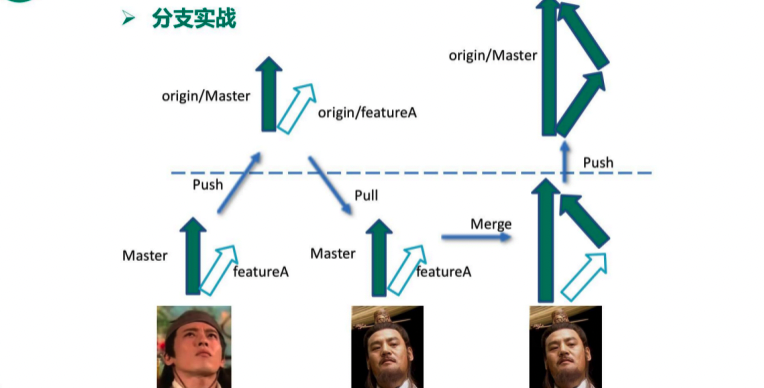 分支实战
origin/Master
origin/Master
origin/featureA
Push
Push
Pull
Merge
Master
featureA
Master
featureA